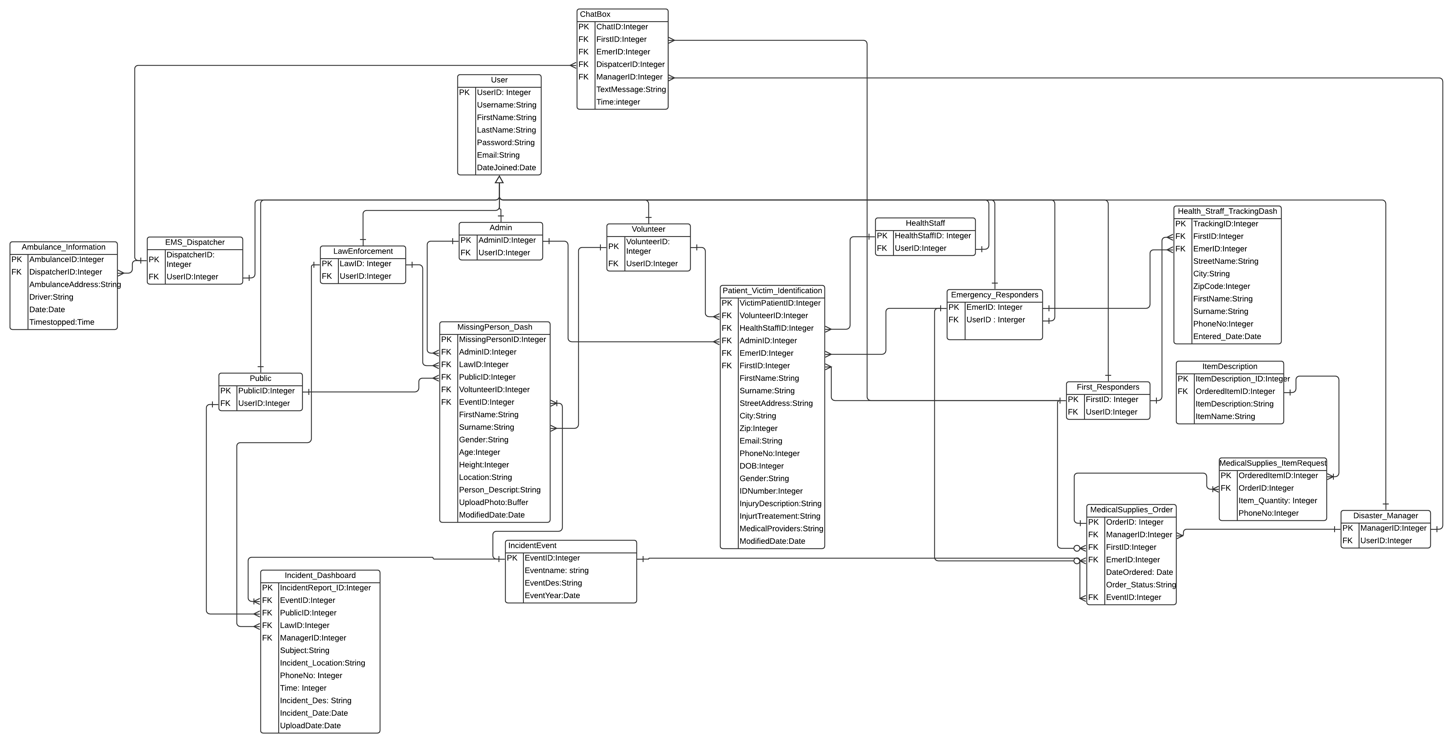 ChatBox
PK ChatID:Integer
FK FirstID:Integer
FK EmerID:Integer
FK DispatcerID:Integer
FK ManagerID:Integer
TextMessage:String
Time:integer
User
PK UserID: Integer
Username:String
FirstName:String
LastName:String
Password:String
Email:String
DateJoined:Date
Ambulance_Information
PK AmbulanceID:Integer
FK DispatcherID:Integer
AmbulanceAddress:String
Driver:String
Date:Date
Timestopped:Time
EMS_Dispatcher
PK DispatcherID:
Integer
FK UserID:Integer
LawEnforcement
PK LawID: Integer
FK UserID:Integer
Admin
PK AdminID:Integer
FK UserID:Integer
Volunteer
PK VolunteerID:
Integer
FK UserID:Integer
HealthStaff
PK HealthStaffID: Integer
FK UserID:Integer
Health_Straff_TrackingDash
PK TrackingID:Integer
FK FirstID:Integer
FK EmerID:Integer
StreetName:String
City:String
ZipCode:Integer
FirstName:String
Surname:String
PhoneNo:Integer
Entered_Date:Date
Patient_Victim_Identification
PK VictimPatientID:Integer
FK VolunteerID:Integer
FK HealthStaffID:Integer
FK AdminID:Integer
FK EmerID:Integer
FK FirstID:Integer
FirstName:String
Surname:String
StreetAddress:String
City:String
Zip:Integer
Email:String
PhoneNo:Integer
DOB:Integer
Gender:String
IDNumber:Integer
InjuryDescription:String
InjurtTreatement:String
MedicalProviders:String
ModifiedDate:Date
Emergency_Responders
PK EmerID: Integer
FK UserID : Interger
MissingPerson_Dash
PK MissingPersonID:Integer
FK AdminID:Integer
FK LawID:Integer
FK PublicID:Integer
FK VolturnteerID:Integer
FK EventID:Integer
FirstName:String
Surname:String
Gender:String
Age:Integer
Height:Integer
Location:String
Person_Descript:String
UploadPhoto:Buffer
ModifiedDate:Date
Public
PK PublicID:Integer
FK UserID:Integer
First_Responders
PK FirstID: Integer
FK UserID:Integer
ItemDescription
PK ItemDescription_ID:Integer
FK OrderedItemID:Integer
ItemDescription:String
ItemName:String
MedicalSupplies_ItemRequest
PK OrderedItemID:Integer
FK OrderID:Integer
Item_Quantity: Integer
PhoneNo:Integer
MedicalSupplies_Order
PK OrderID: Integer
FK ManagerID:Integer
FK FirstID:Integer
FK EmerID:Integer
DateOrdered: Date
Order_Status:String
FK EventID:Integer
Disaster_Manager
PK ManagerID:Integer
FK UserID:Integer
IncidentEvent
PK EventID:Integer
Eventname: string
EventDes:String
EventYear:Date
Incident_Dashboard
PK IncidentReport_ID:Integer
FK EventID:Integer
FK PublicID:Integer
FK LawID:Integer
FK ManagerID:Integer
Subject:String
Incident_Location:String
PhoneNo: Integer
Time: Integer
Incident_Des: String
Incident_Date:Date
UploadDate:Date